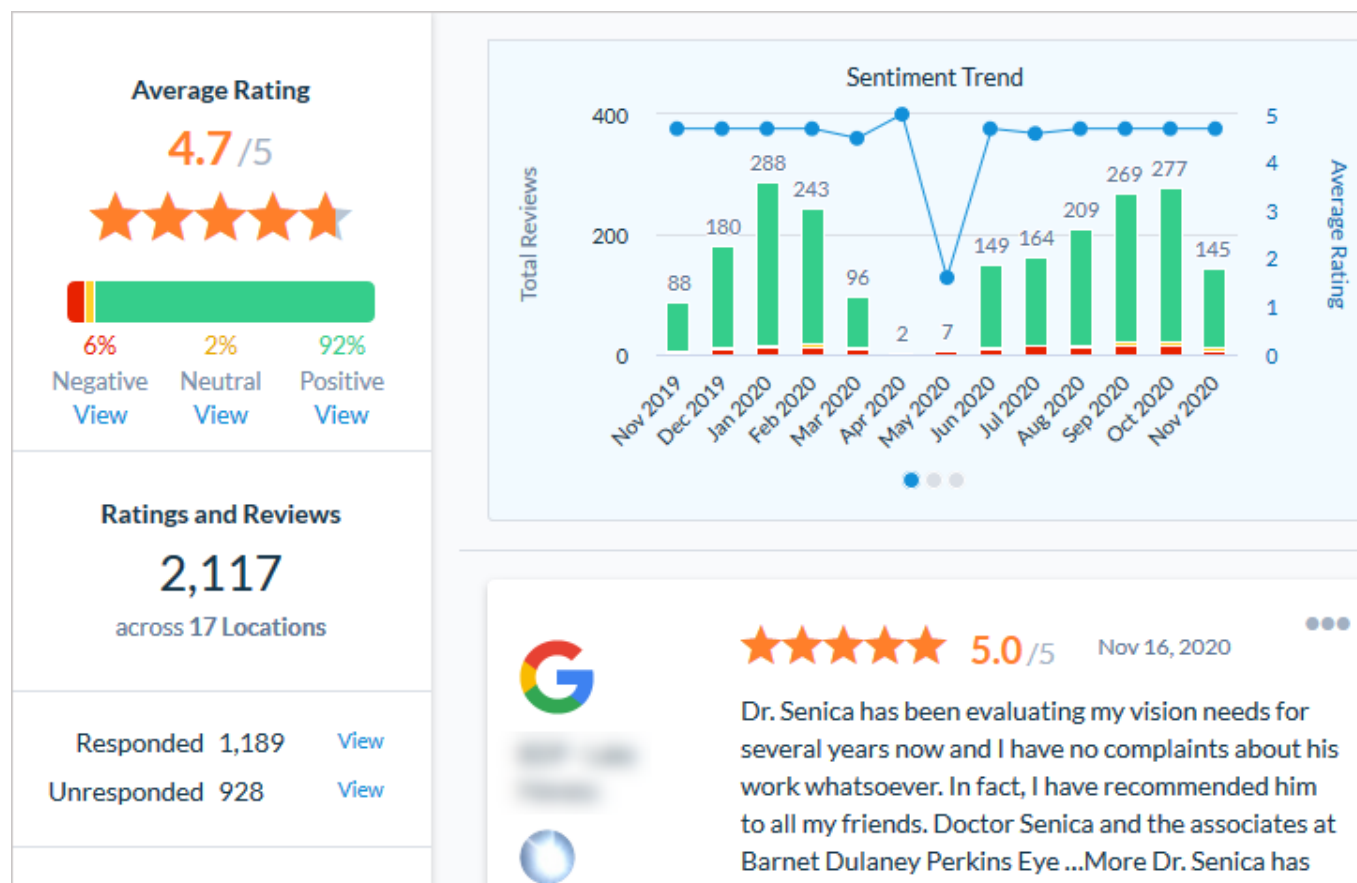 Average Rating
4.7 /5
6% 2% 92%
Negative Neutral Positive
View View View
Ratings and Reviews
2,117
across 17 Locations
Responded 1,189 View
Unresponded 928 View
Sentiment Trend
Total Reviews
400
200
0
88
180
288
243
96
2
7
149
164
209
269
277
145
5
4
3
2
1
0
Average Rating
Nov 2019
Dec 2019
Jan 2020
Feb 2020
Mar 2020
Apr 2020
May 2020
Jun 2020
Jul 2020
Aug 2020
Sep 2020
Oct 2020
Nov 2020
G
5.0 /5 Nov 16, 2020
Dr. Senica has been evaluating my vision needs for
several years now and I have no complaints about his
work whatsoever. In fact, I have recommended him
to all my friends. Doctor Senica and the associates at
Barnet Dulaney Perkins Eye ...More Dr. Senica has